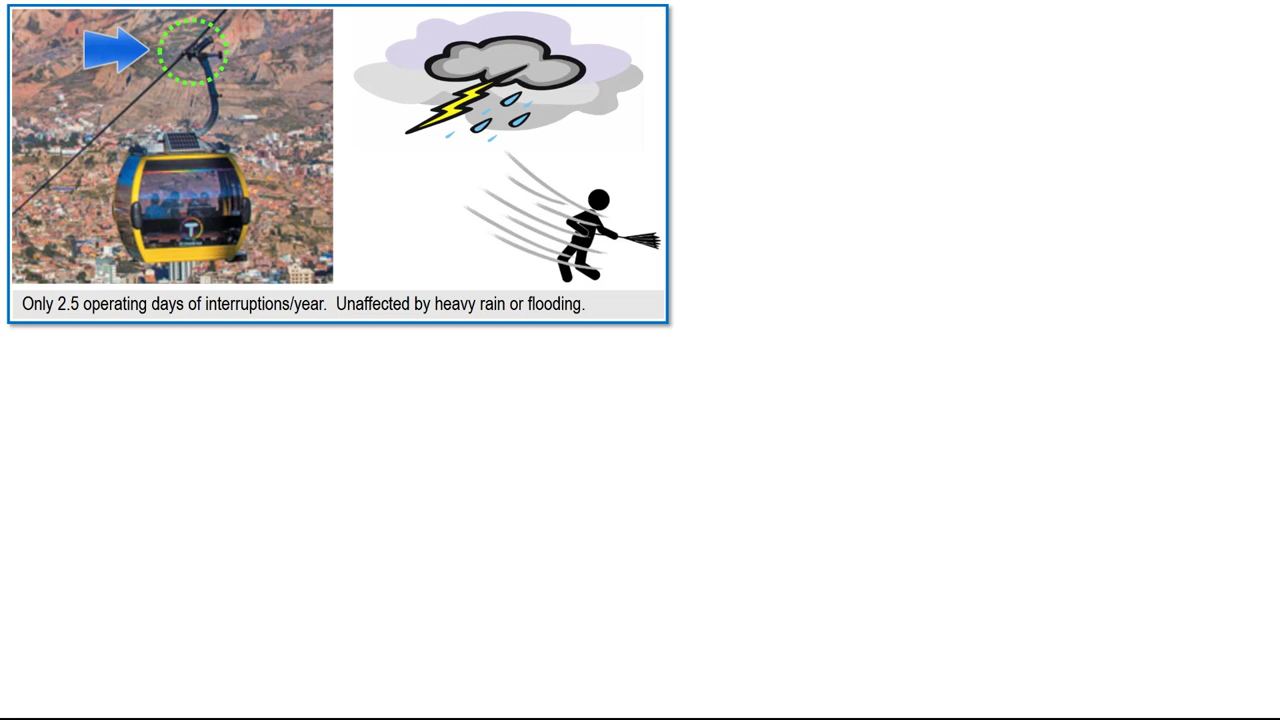 Only 2.5 operating days of interruptions/year.  Unaffected by heavy rain or flooding.